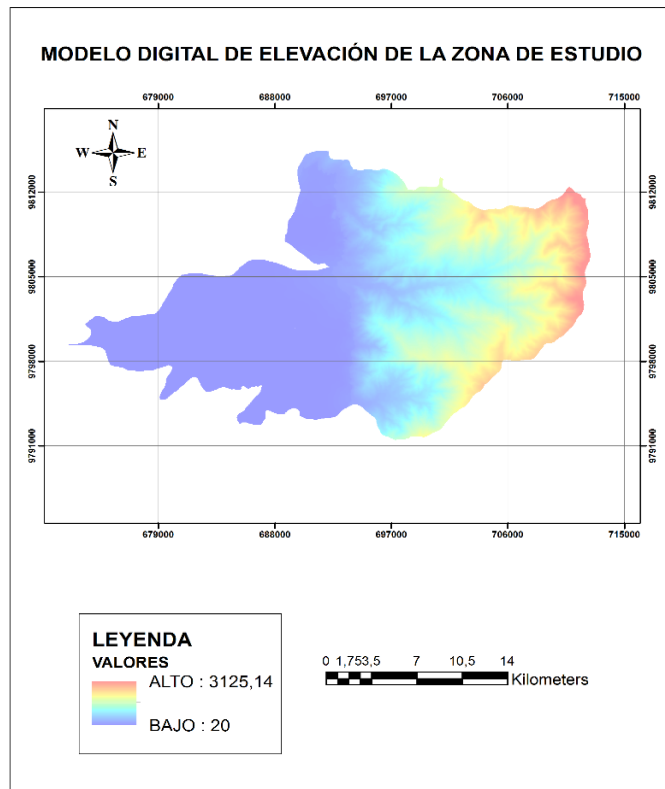 MODELO DIGITAL DE ELEVACIÓN DE LA ZONA DE ESTUDIO
679000 688000 697000 706000 715000
N
W E
S
9812000 9812000
9805000 9805000
9798000 9798000
9791000 9791000
679000 688000 697000 706000 715000
LEYENDA
VALORES
ALTO : 3125,14
BAJO : 20
0 1,753,5 7 10,5 14
Kilometers